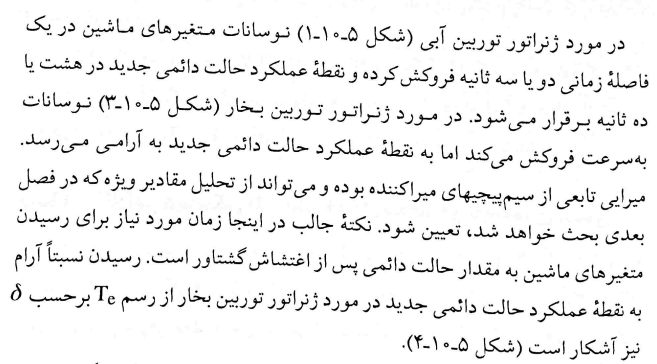 در مورد ژنراتور توربین آبی (شکل ۵-۱۰-۱) نوسانات متغیرهای ماشین در یک
فاصلهٔ زمانی دو یا سه ثانیه فروکش کرده و نقطهٔ عملکرد حالت دائمی جدید در هشت یا
ده ثانیه برقرار می‌شود. در مورد ژنراتور توربین بخار (شکل ۵-۱۰-۳) نوسانات
به‌سرعت فروکش می‌کند اما به نقطهٔ عملکرد حالت دائمی جدید به آرامی می‌رسد.
میرایی تابعی از سیم‌پیچیهای میراکننده بوده و می‌تواند از تحلیل مقادیر ویژه که در فصل
بعدی بحث خواهد شد، تعیین شود. نکتهٔ جالب در اینجا زمان مورد نیاز برای رسیدن
متغیرهای ماشین به مقدار حالت دائمی پس از اغتشاش گشتاور است. رسیدن نسبتاً آرام
به نقطهٔ عملکرد حالت دائمی جدید در مورد ژنراتور توربین بخار از رسم Te برحسب δ
نیز آشکار است (شکل ۵-۱۰-۴).